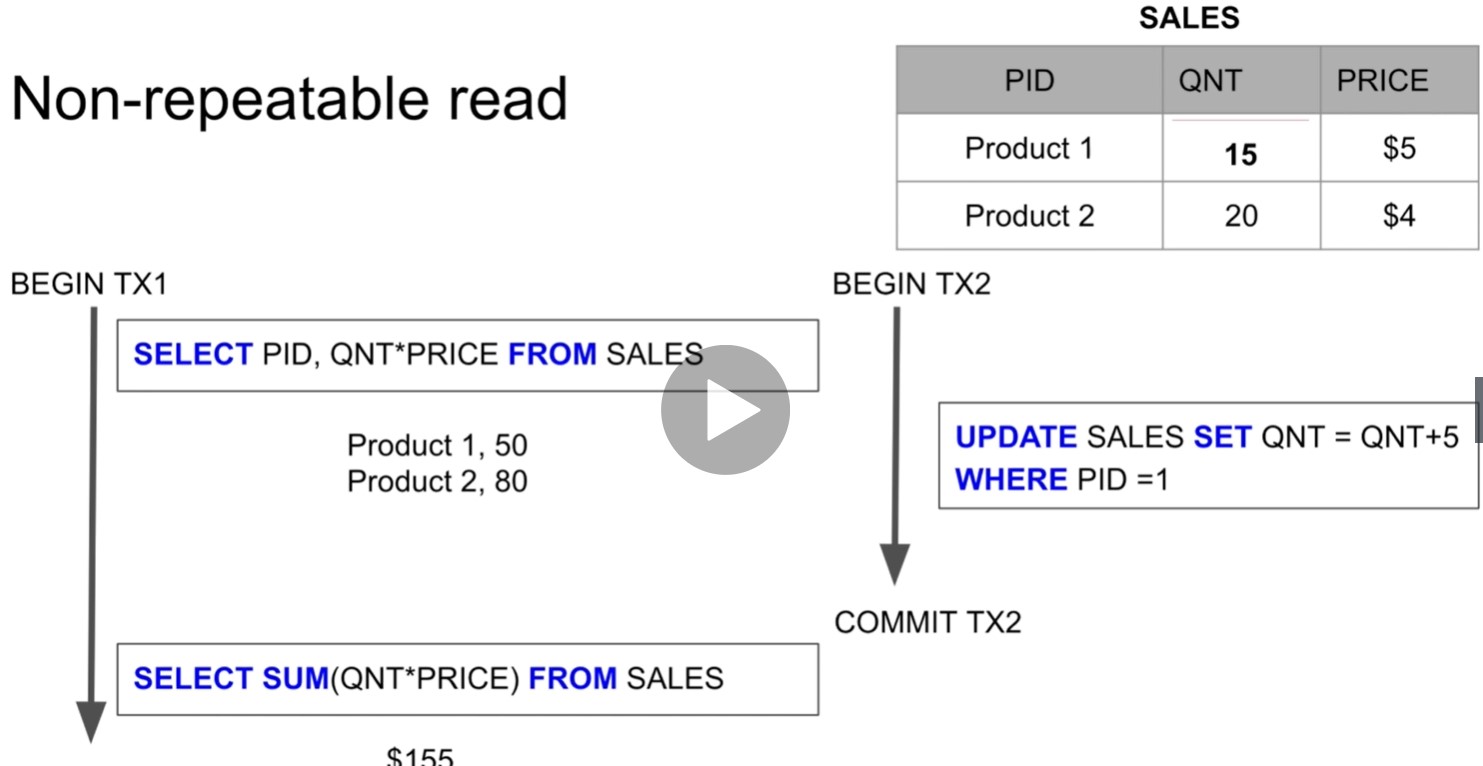 SALES
Non-repeatable read
PID QNT PRICE
Product 1 15 $5
Product 2 20 $4
BEGIN TX1
BEGIN TX2
SELECT PID, QNT*PRICE FROM SALES
Product 1, 50
Product 2, 80
UPDATE SALES SET QNT = QNT+5
WHERE PID =1
COMMIT TX2
SELECT SUM(QNT*PRICE) FROM SALES
$155